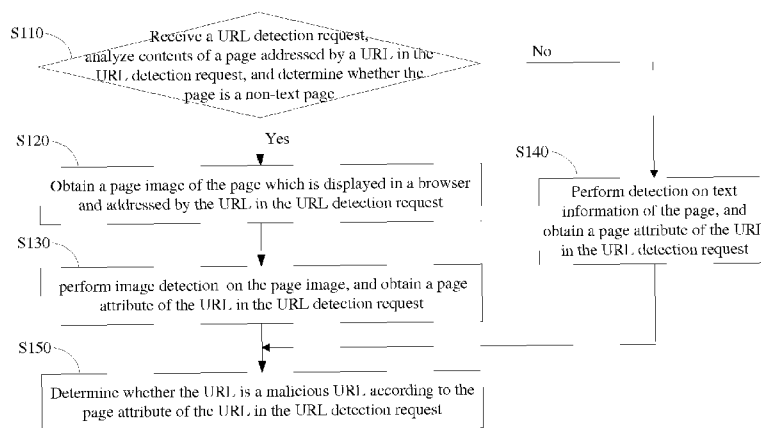 S110
Receive a URL detection request,
analyze contents of a page addressed by a URL in the
URL detection request, and determine whether the
page is a non-text page
No
Yes
S120
Obtain a page image of the page which is displayed in a browser
and addressed by the URL in the URL detection request
S140
Perform detection on text
information of the page, and
obtain a page attribute of the URL
in the URL detection request
S130
perform image detection on the page image, and obtain a page
attribute of the URL in the URL detection request
S150
Determine whether the URL is a malicious URL according to the
page attribute of the URL in the URL detection request